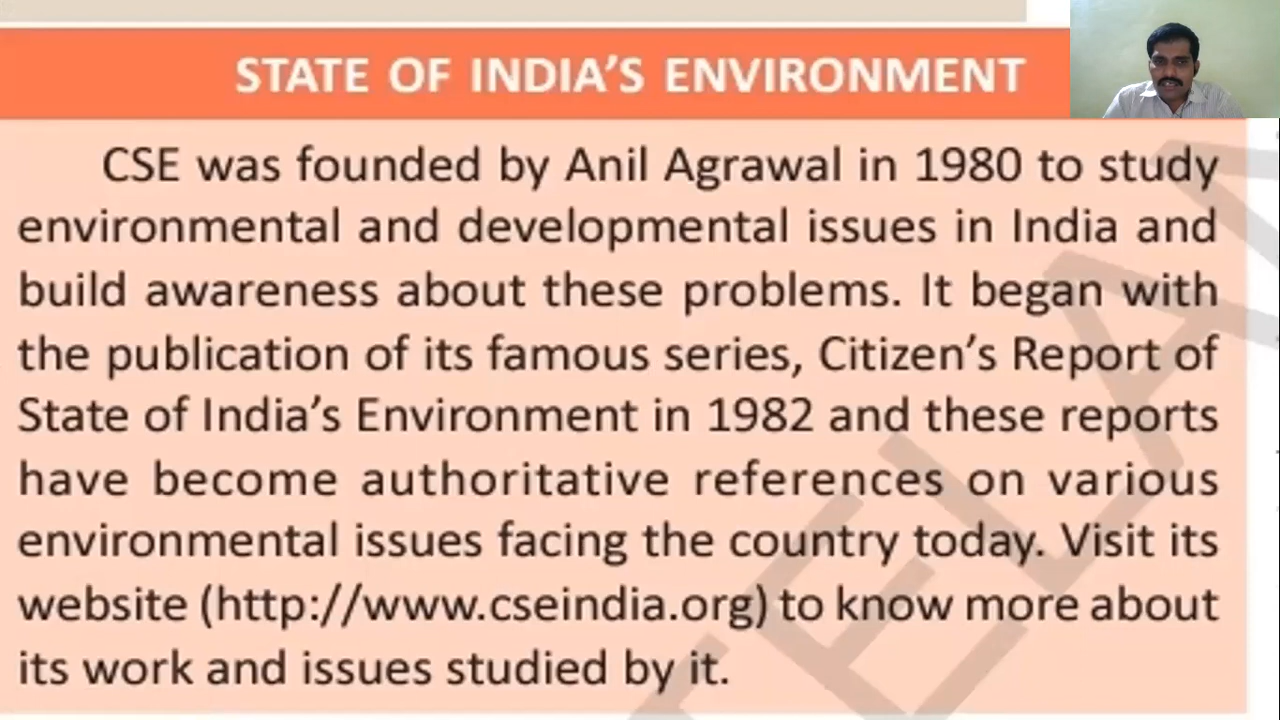 STATE OF INDIA'S ENVIRONMENT
CSE was founded by Anil Agrawal in 1980 to study
environmental and developmental issues in India and
build awareness about these problems. It began with
the publication of its famous series, Citizen's Report of
State of India's Environment in 1982 and these reports
have become authoritative references on various
environmental issues facing the country today. Visit its
website (http://www.cseindia.org) to know more about
its work and issues studied by it.